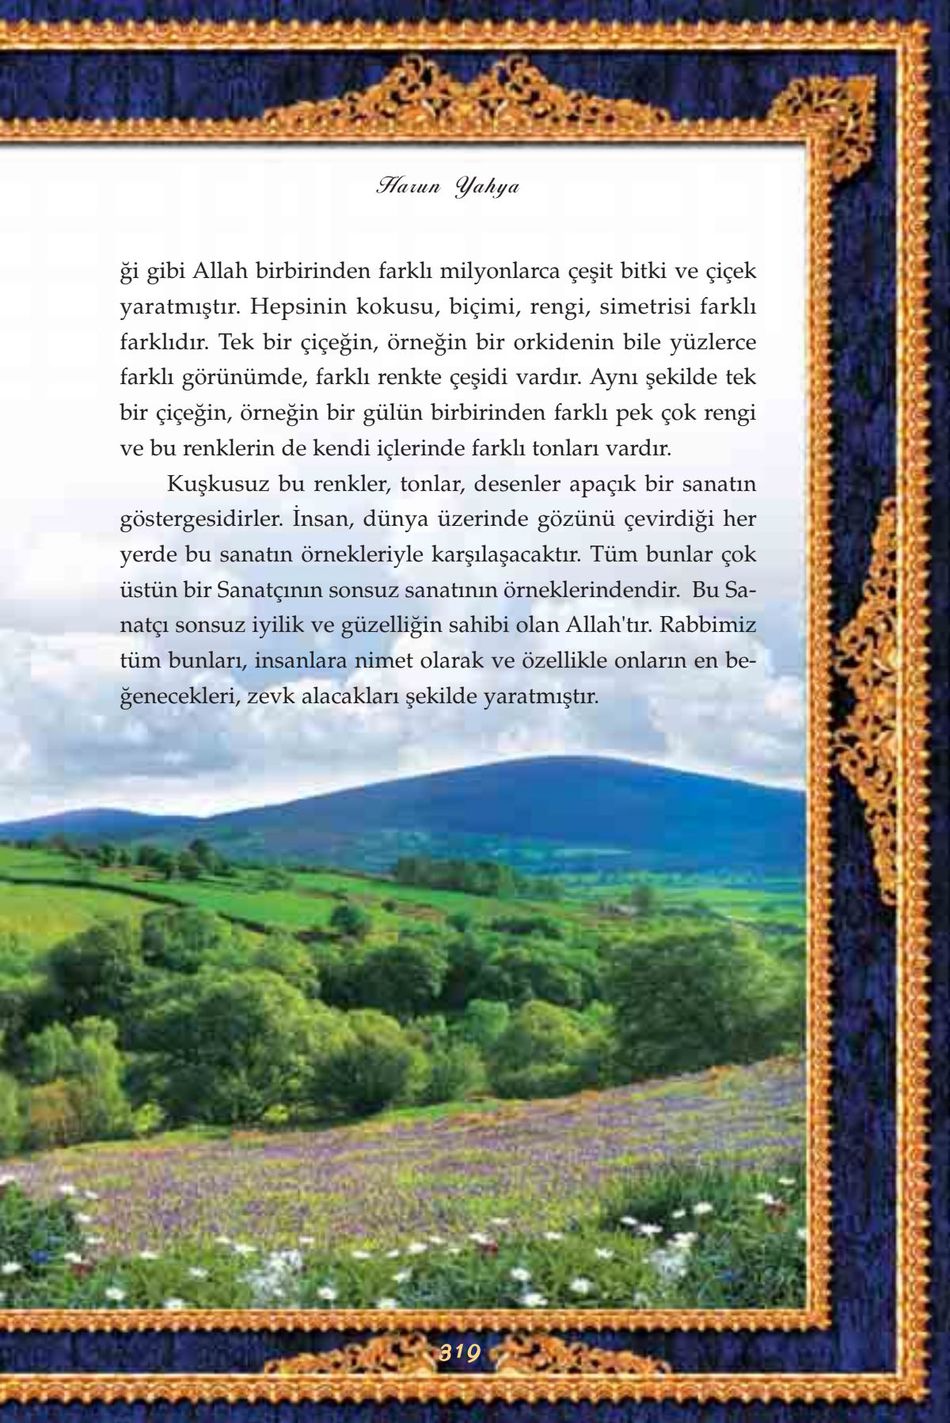 Harun Yahya
ği gibi Allah birbirinden farklı milyonlarca çeşit bitki ve çiçek
yaratmıştır. Hepsinin kokusu, biçimi, rengi, simetrisi farklı
farklıdır. Tek bir çiçeğin, örneğin bir orkidenin bile yüzlerce
farklı görünümde, farklı renkte çeşidi vardır. Aynı şekilde tek
bir çiçeğin, örneğin bir gülün birbirinden farklı pek çok rengi
ve bu renklerin de kendi içlerinde farklı tonları vardır.
Kuşkusuz bu renkler, tonlar, desenler apaçık bir sanatın
göstergesidirler. İnsan, dünya üzerinde gözünü çevirdiği her
yerde bu sanatın örnekleriyle karşılaşacaktır. Tüm bunlar çok
üstün bir Sanatçının sonsuz sanatının örneklerindendir. Bu Sa-
natçı sonsuz iyilik ve güzelliğin sahibi olan Allah'tır. Rabbimiz
tüm bunları, insanlara nimet olarak ve özellikle onların en be-
ğenecekleri, zevk alacakları şekilde yaratmıştır.
319